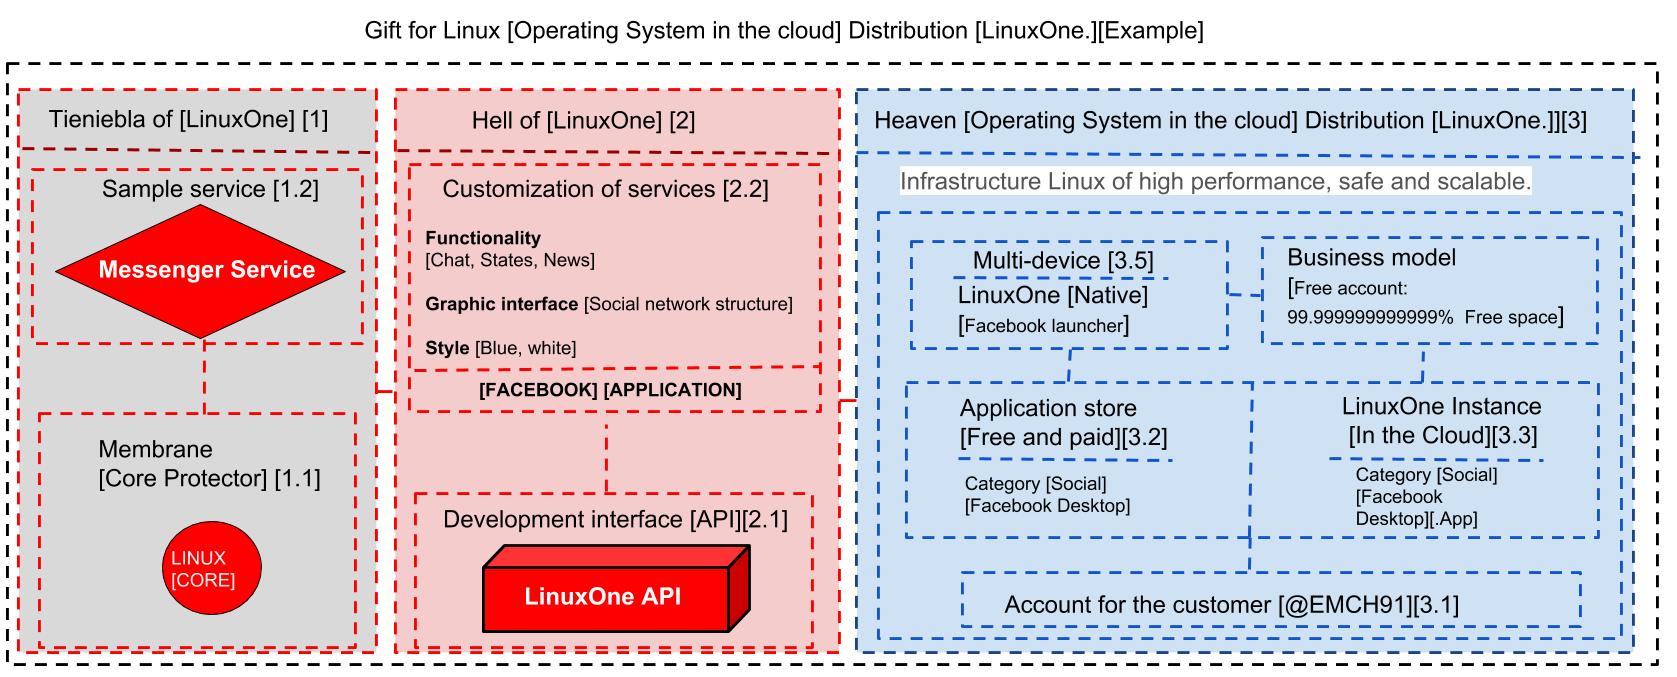 Gift for Linux [Operating System in the cloud] Distribution [LinuxOne.][Example]
Tieniebla of [LinuxOne] [1]
Sample service [1.2]
Messenger Service
Membrane
[Core Protector] [1.1]
LINUX
[CORE]
Hell of [LinuxOne] [2]
Customization of services [2.2]
Functionality
[Chat, States, News]
Graphic interface [Social network structure]
Style [Blue, white]
[FACEBOOK] [APPLICATION]
Development interface [API][2.1]
LinuxOne API
Heaven [Operating System in the cloud] Distribution [LinuxOne.]][3]
Infrastructure Linux of high performance, safe and scalable.
Multi-device [3.5]
LinuxOne [Native]
[Facebook launcher]
Business model
[Free account:
99.999999999999% Free space]
Application store
[Free and paid][3.2]
Category [Social]
[Facebook Desktop]
LinuxOne Instance
[In the Cloud][3.3]
Category [Social]
[Facebook
Desktop][.App]
Account for the customer [@EMCH91][3.1]